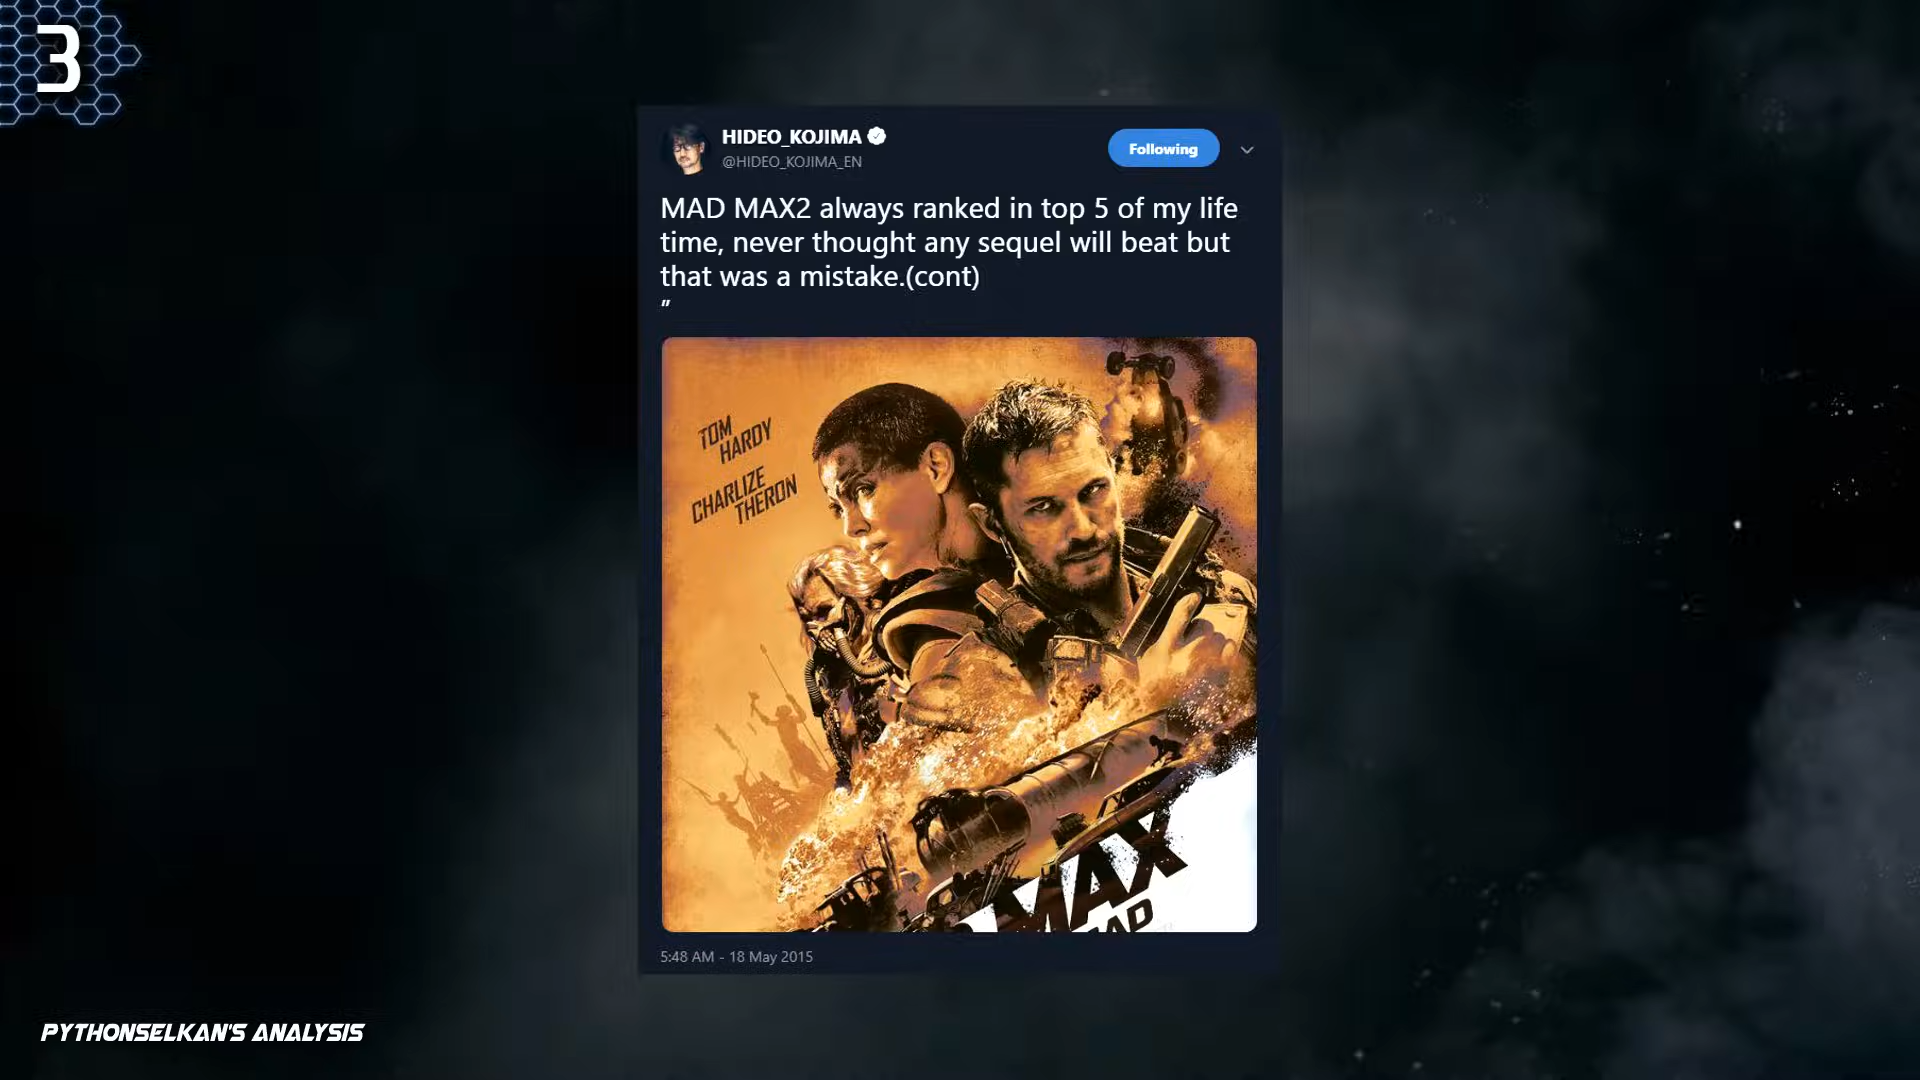 3
HIDEO_KOJIMA
@HIDEO_KOJIMA_EN
Following
MAD MAX2 always ranked in top 5 of my life
time, never thought any sequel will beat but
that was a mistake.(cont)
”
TOM
HARDY
CHARLIZE
THERON
MAX
5:48 AM - 18 May 2015
PYTHONSELKAN'S ANALYSIS